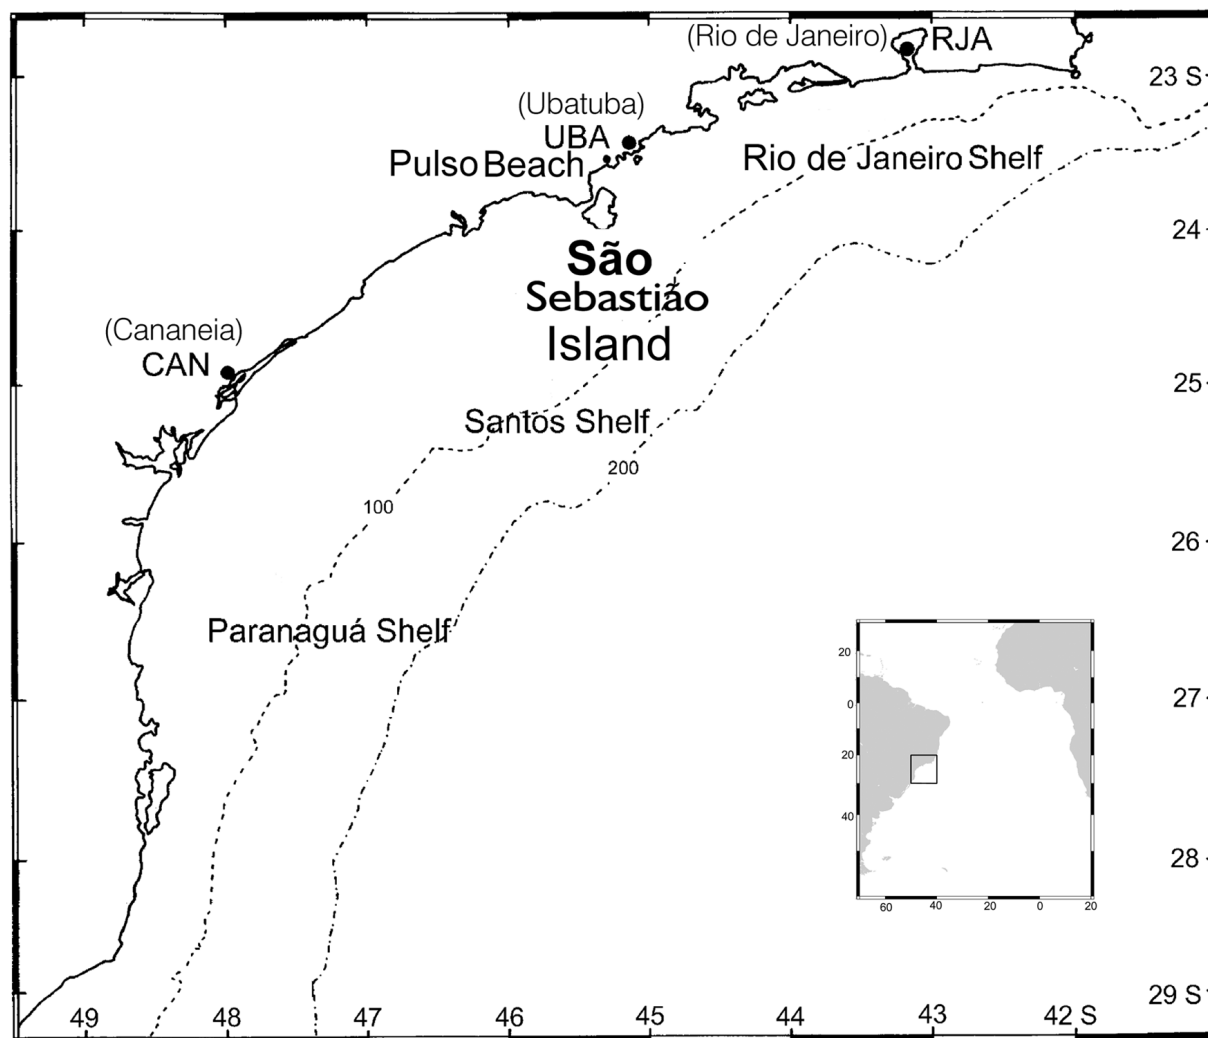 (Rio de Janeiro) RJA
23 S
(Ubatuba)
UBA
Pulso Beach
Rio de Janeiro Shelf
24
São
Sebastião
Island
(Cananeia)
CAN
25
Santos Shelf
200
100
26
Paranaguá Shelf
27
28
29 S
49 48 47 46 45 44 43 42 S
20
0
20
40
60 40 20 0 20